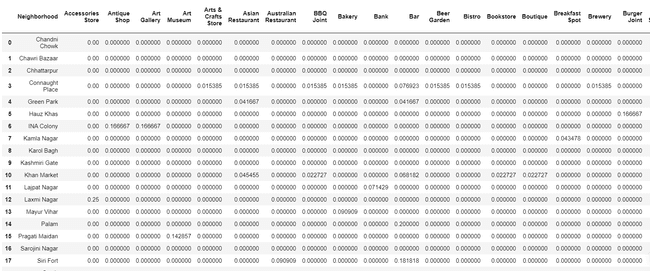 Neighborhood Accessories Store Antique Shop Art Gallery Art Museum Arts & Crafts Store Asian Restaurant Australian Restaurant BBQ Joint Bakery Bank Bar Beer Garden Bistro Bookstore Boutique Breakfast Spot Brewery Burger Joint
0 Chandni Chowk 0.00 0.000000 0.000000 0.000000 0.000000 0.000000 0.000000 0.000000 0.000000 0.000000 0.000000 0.000000 0.000000 0.000000 0.000000 0.000000 0.000000 0.000000
1 Chawri Bazaar 0.00 0.000000 0.000000 0.000000 0.000000 0.000000 0.000000 0.000000 0.000000 0.000000 0.000000 0.000000 0.000000 0.000000 0.000000 0.000000 0.000000 0.000000
2 Chhattarpur 0.00 0.000000 0.000000 0.000000 0.000000 0.000000 0.000000 0.000000 0.000000 0.000000 0.000000 0.000000 0.000000 0.000000 0.000000 0.000000 0.000000 0.000000
3 Connaught Place 0.00 0.000000 0.000000 0.000000 0.015385 0.015385 0.000000 0.015385 0.015385 0.000000 0.076923 0.015385 0.015385 0.000000 0.000000 0.000000 0.015385 0.000000
4 Green Park 0.00 0.000000 0.000000 0.000000 0.000000 0.041667 0.000000 0.000000 0.000000 0.000000 0.041667 0.000000 0.000000 0.000000 0.000000 0.000000 0.000000 0.000000
5 Hauz Khas 0.00 0.000000 0.000000 0.000000 0.000000 0.000000 0.000000 0.000000 0.000000 0.000000 0.000000 0.000000 0.000000 0.000000 0.000000 0.000000 0.000000 0.166667
6 INA Colony 0.00 0.166667 0.166667 0.000000 0.000000 0.000000 0.000000 0.000000 0.000000 0.000000 0.000000 0.000000 0.000000 0.000000 0.000000 0.000000 0.000000 0.000000
7 Kamla Nagar 0.00 0.000000 0.000000 0.000000 0.000000 0.000000 0.000000 0.000000 0.000000 0.000000 0.000000 0.000000 0.000000 0.000000 0.000000 0.043478 0.000000 0.000000
8 Karol Bagh 0.00 0.000000 0.000000 0.000000 0.000000 0.000000 0.000000 0.000000 0.000000 0.000000 0.000000 0.000000 0.000000 0.000000 0.000000 0.000000 0.000000 0.000000
9 Kashmiri Gate 0.00 0.000000 0.000000 0.000000 0.000000 0.000000 0.000000 0.000000 0.000000 0.000000 0.000000 0.000000 0.000000 0.000000 0.000000 0.000000 0.000000 0.000000
10 Khan Market 0.00 0.000000 0.000000 0.000000 0.000000 0.045455 0.000000 0.022727 0.000000 0.000000 0.068182 0.000000 0.000000 0.022727 0.022727 0.000000 0.000000 0.000000
11 Lajpat Nagar 0.00 0.000000 0.000000 0.000000 0.000000 0.000000 0.000000 0.000000 0.000000 0.071429 0.000000 0.000000 0.000000 0.000000 0.000000 0.000000 0.000000 0.000000
12 Laxmi Nagar 0.25 0.000000 0.000000 0.000000 0.000000 0.000000 0.000000 0.000000 0.000000 0.000000 0.000000 0.000000 0.000000 0.000000 0.000000 0.000000 0.000000 0.000000
13 Mayur Vihar 0.00 0.000000 0.000000 0.000000 0.000000 0.000000 0.000000 0.000000 0.090909 0.000000 0.000000 0.000000 0.000000 0.000000 0.000000 0.000000 0.000000 0.000000
14 Palam 0.00 0.000000 0.000000 0.000000 0.000000 0.000000 0.000000 0.000000 0.000000 0.000000 0.200000 0.000000 0.000000 0.000000 0.000000 0.000000 0.000000 0.000000
15 Pragati Maidan 0.00 0.000000 0.000000 0.142857 0.000000 0.000000 0.000000 0.000000 0.000000 0.000000 0.000000 0.000000 0.000000 0.000000 0.000000 0.000000 0.000000 0.000000
16 Sarojini Nagar 0.00 0.000000 0.000000 0.000000 0.000000 0.000000 0.000000 0.000000 0.000000 0.000000 0.000000 0.000000 0.000000 0.000000 0.000000 0.000000 0.000000 0.000000
17 Siri Fort 0.00 0.000000 0.000000 0.000000 0.000000 0.000000 0.090909 0.000000 0.000000 0.000000 0.181818 0.000000 0.000000 0.000000 0.000000 0.000000 0.000000 0.000000